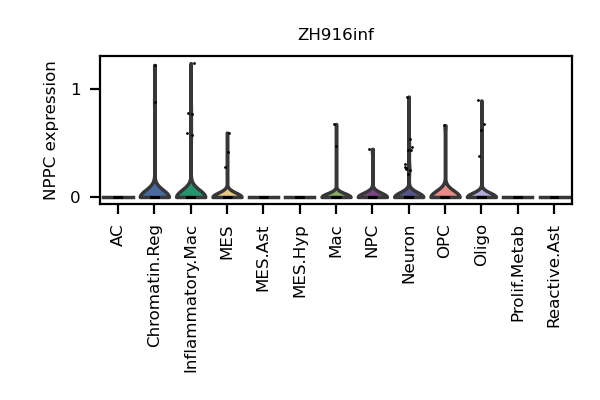 ZH916inf
NPPC expression
1
0
AC
Chromatin.Reg
Inflammatory.Mac
MES
MES.Ast
MES.Hyp
Mac
NPC
Neuron
OPC
Oligo
Prolif.Metab
Reactive.Ast